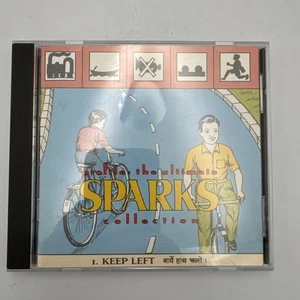 profile: the ultimate
SPARKS
collection
1. KEEP LEFT बायें हाथ चलो।